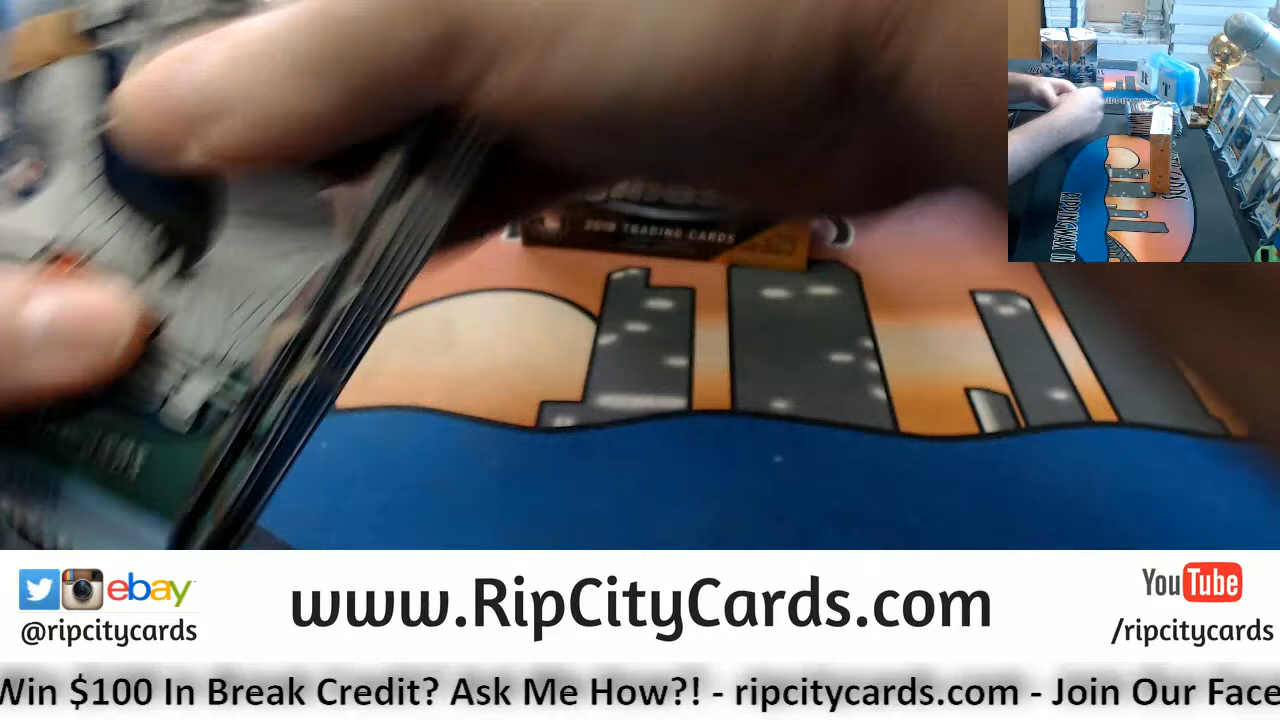 2018 TRADING CARDS
ebay
www.RipCityCards.com
YouTube
@ripcitycards
/ripcitycards
Win $100 In Break Credit? Ask Me How?! - ripcitycards.com - Join Our Face